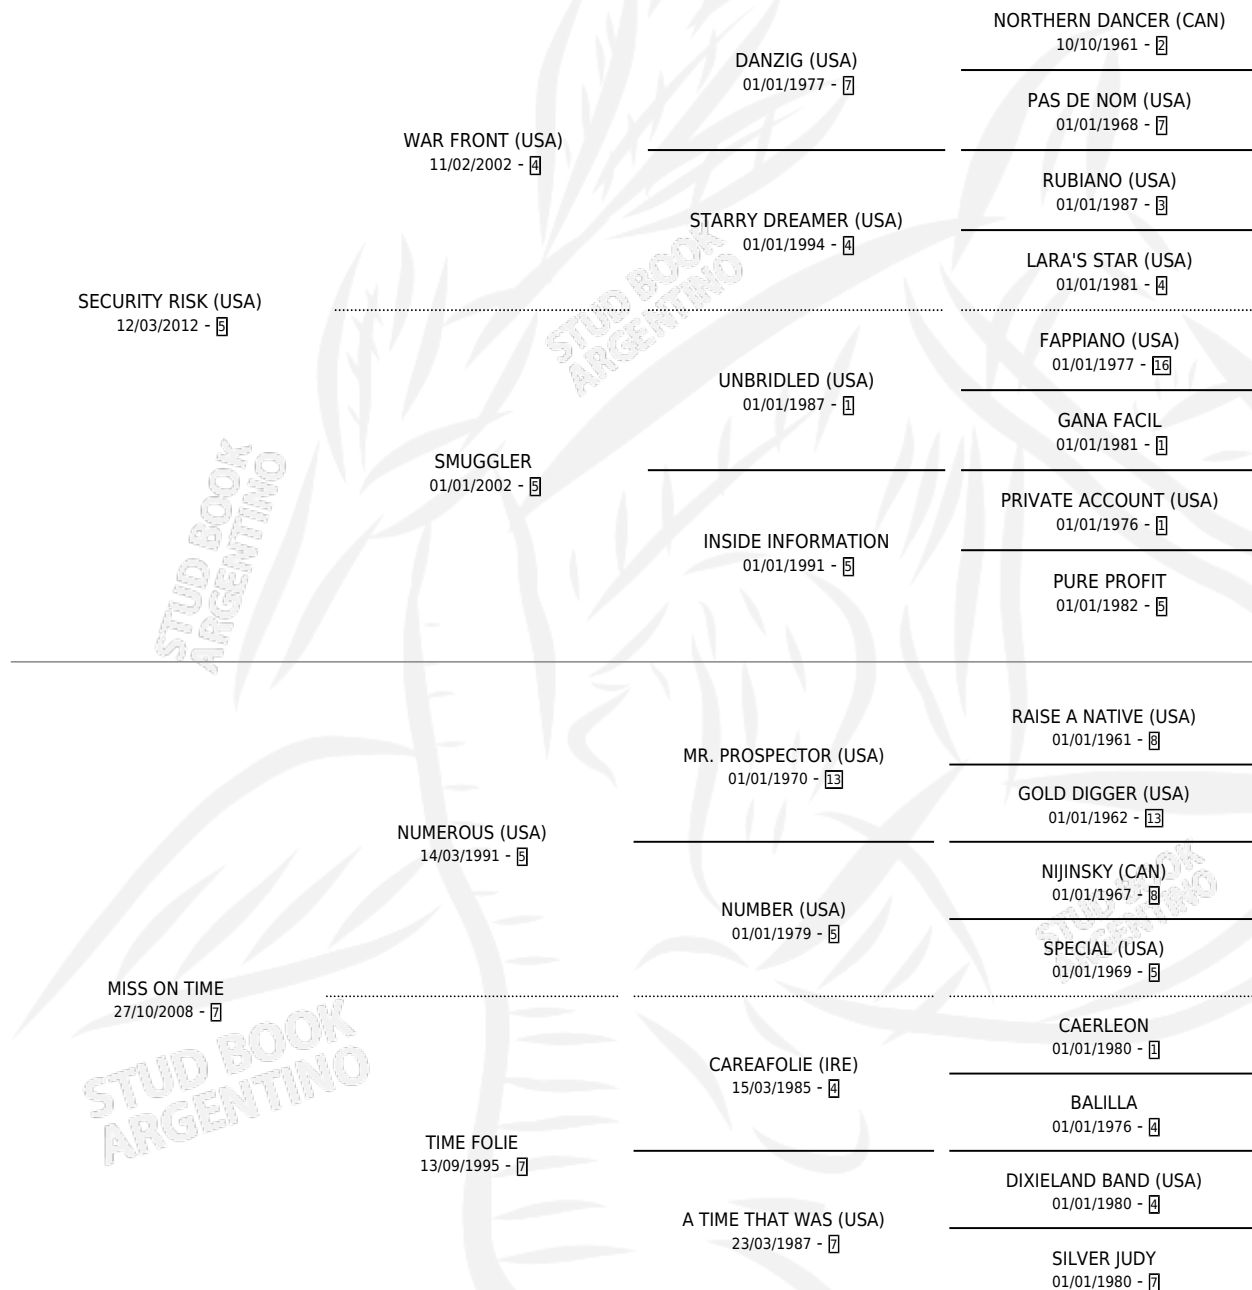 NORTHERN DANCER (CAN)
10/10/1961 - 2
DANZIG (USA)
01/01/1977 - 7
PAS DE NOM (USA)
01/01/1968 - 7
WAR FRONT (USA)
11/02/2002 - 4
RUBIANO (USA)
01/01/1987 - 3
STARRY DREAMER (USA)
01/01/1994 - 4
LARA'S STAR (USA)
01/01/1981 - 4
SECURITY RISK (USA)
12/03/2012 - 5
STUD BOOK
ARGENTINO
FAPPIANO (USA)
01/01/1977 - 16
UNBRIDLED (USA)
01/01/1987 - 1
GANA FACIL
01/01/1981 - 1
SMUGGLER
01/01/2002 - 5
PRIVATE ACCOUNT (USA)
01/01/1976 - 1
INSIDE INFORMATION
01/01/1991 - 5
PURE PROFIT
01/01/1982 - 5
STUD BOOK
ARGENTINO
RAISE A NATIVE (USA)
01/01/1961 - 8
MR. PROSPECTOR (USA)
01/01/1970 - 13
GOLD DIGGER (USA)
01/01/1962 - 13
NUMEROUS (USA)
14/03/1991 - 5
NIJINSKY (CAN)
01/01/1967 - 8
STUD BOOK
ARGENTINO
NUMBER (USA)
01/01/1979 - 5
SPECIAL (USA)
01/01/1969 - 5
MISS ON TIME
27/10/2008 - 7
STUD BOOK
ARGENTINO
CAERLEON
01/01/1980 - 1
CAREAFOLIE (IRE)
15/03/1985 - 4
BALILLA
01/01/1976 - 4
TIME FOLIE
13/09/1995 - 7
DIXIELAND BAND (USA)
01/01/1980 - 4
A TIME THAT WAS (USA)
23/03/1987 - 7
SILVER JUDY
01/01/1980 - 7